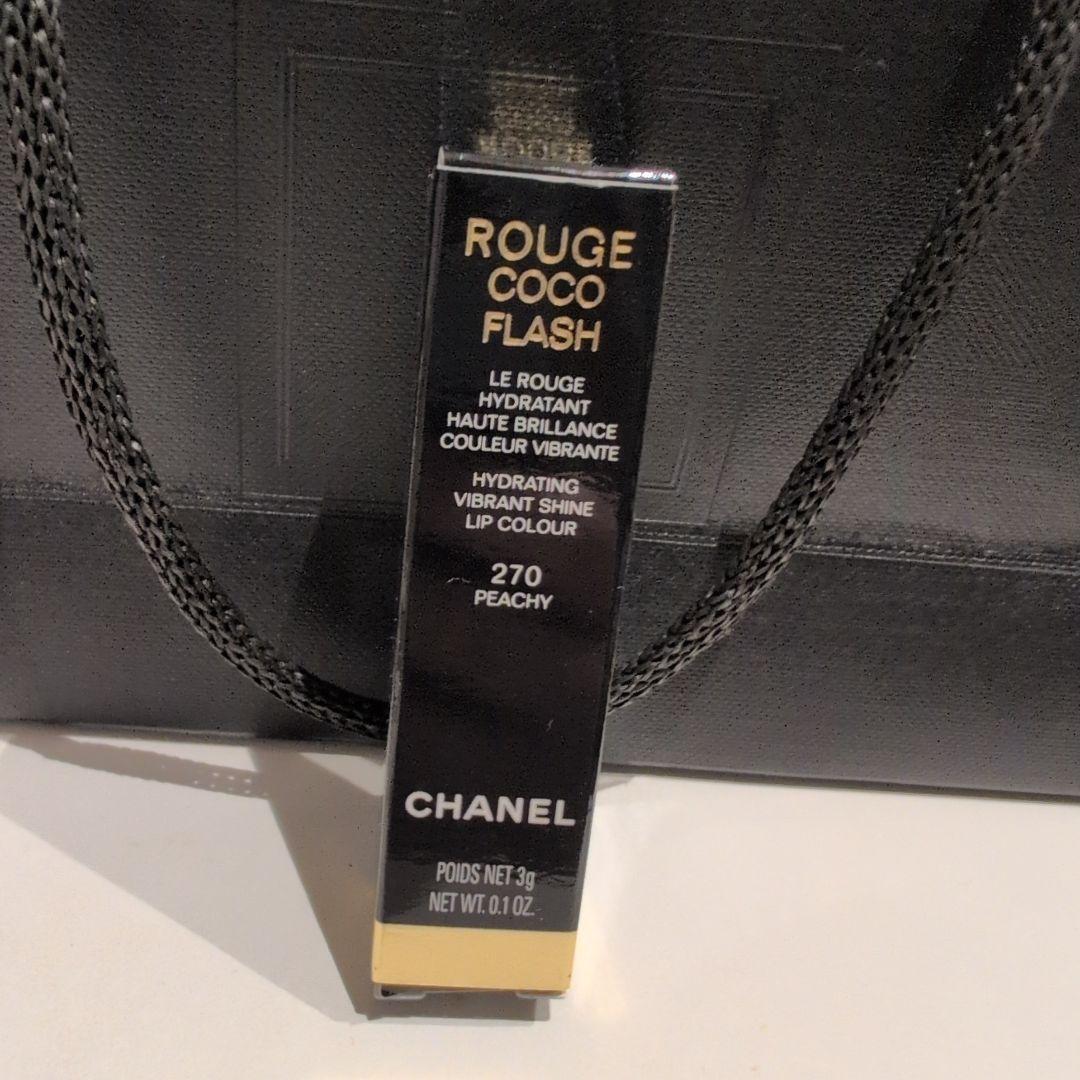 ROUGE
COCO
FLASH
LE ROUGE
HYDRATANT
HAUTE BRILLANCE
COULEUR VIBRANTE
HYDRATING
VIBRANT SHINE
LIP COLOUR
270
PEACHY
CHANEL
POIDS NET 3g
NET WT. 0.1 OZ.